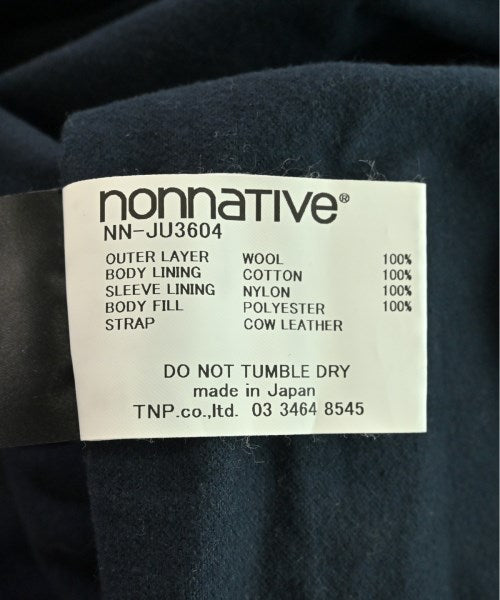 nonnative®
NN-JU3604
OUTER LAYER WOOL 100%
BODY LINING COTTON 100%
SLEEVE LINING NYLON 100%
BODY FILL POLYESTER 100%
STRAP COW LEATHER
DO NOT TUMBLE DRY
made in Japan
TNP.co.,ltd. 03 3464 8545